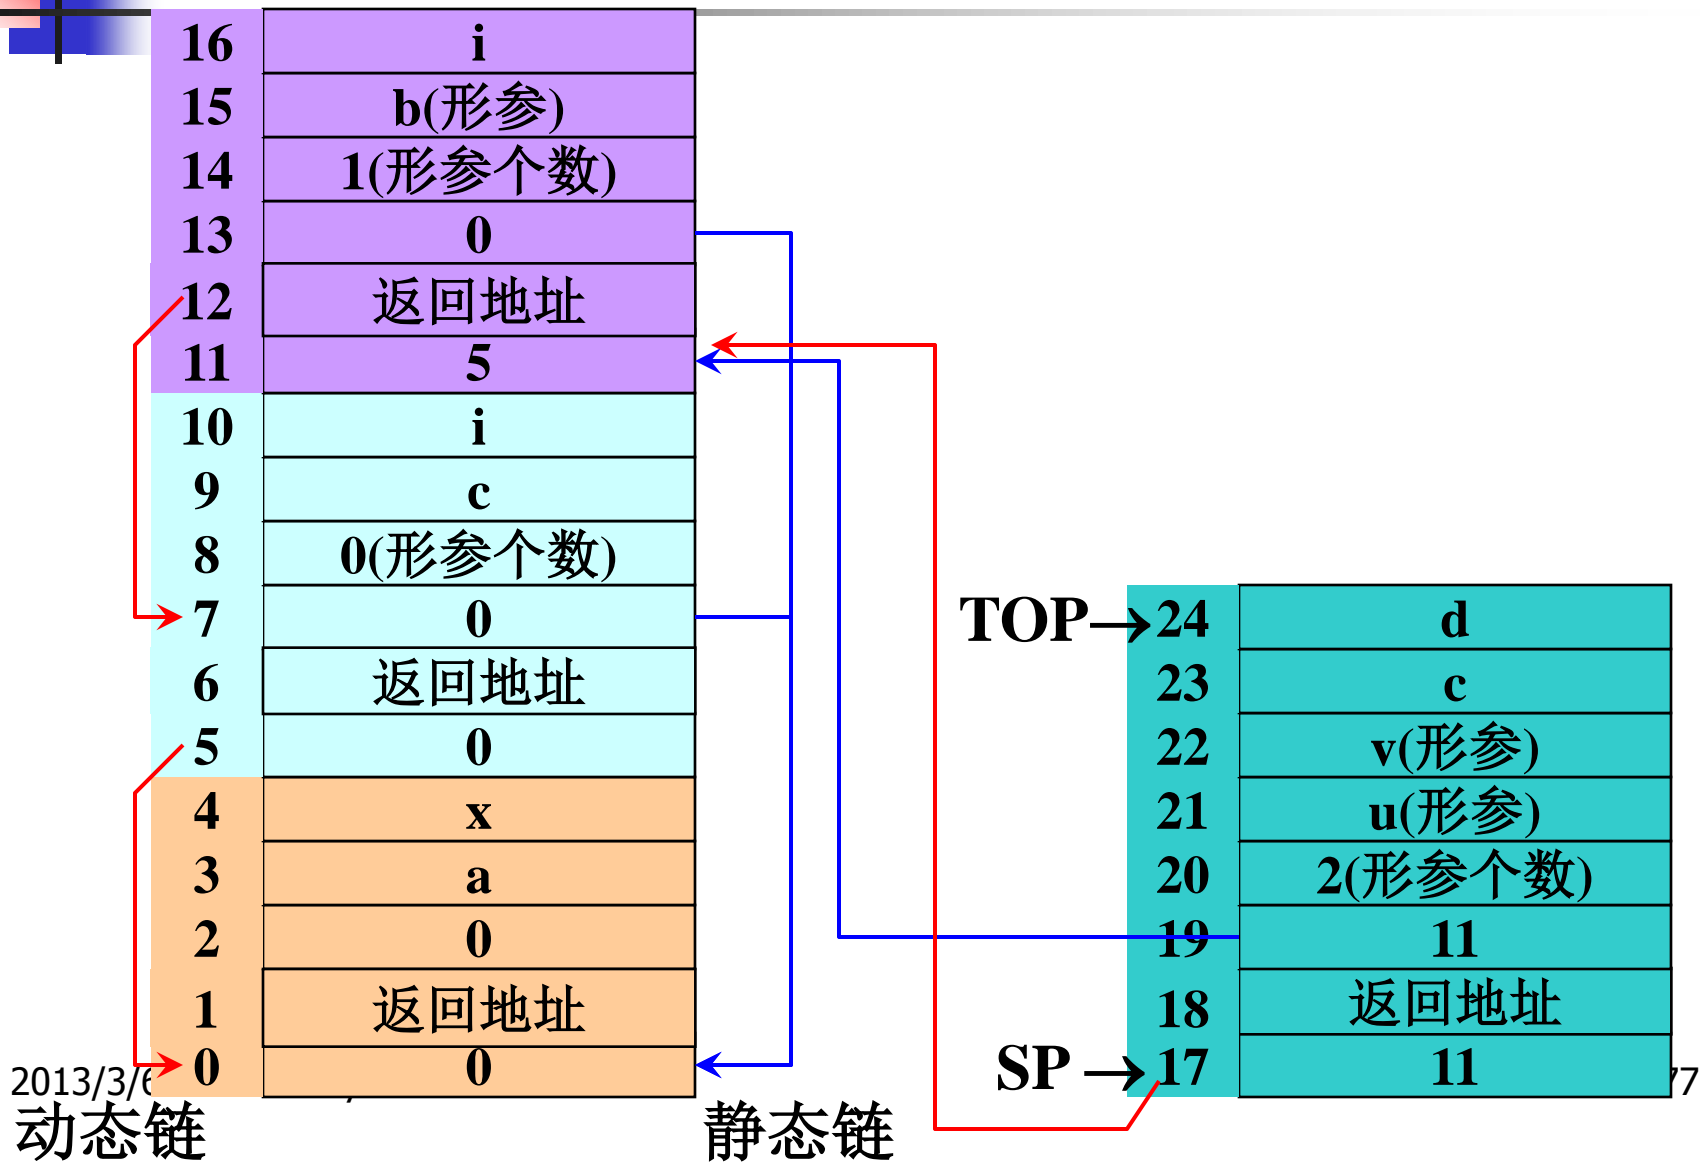 16 i
15 b(形参)
14 1(形参个数)
13 0
12 返回地址
11 5
10 i
9 c
8 0(形参个数)
7 0
6 返回地址
5 0
4 x
3 a
2 0
1 返回地址
0 0
TOP→24 d
23 c
22 v(形参)
21 u(形参)
20 2(形参个数)
19 11
18 返回地址
SP→17 11
2013/3/6
77
动态链
静态链